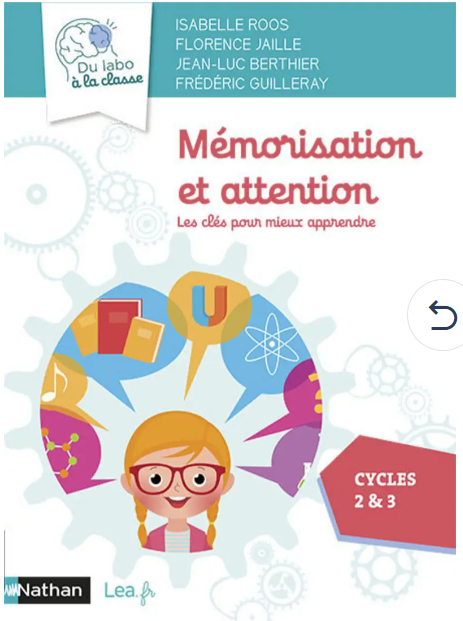 ISABELLE ROOS
FLORENCE JAILLE
JEAN-LUC BERTHIER
FRÉDÉRIC GUILLERAY
Du labo
à la classe
Mémorisation
et attention
Les clés pour mieux apprendre
CYCLES
2 & 3
Nathan
Lea.fr